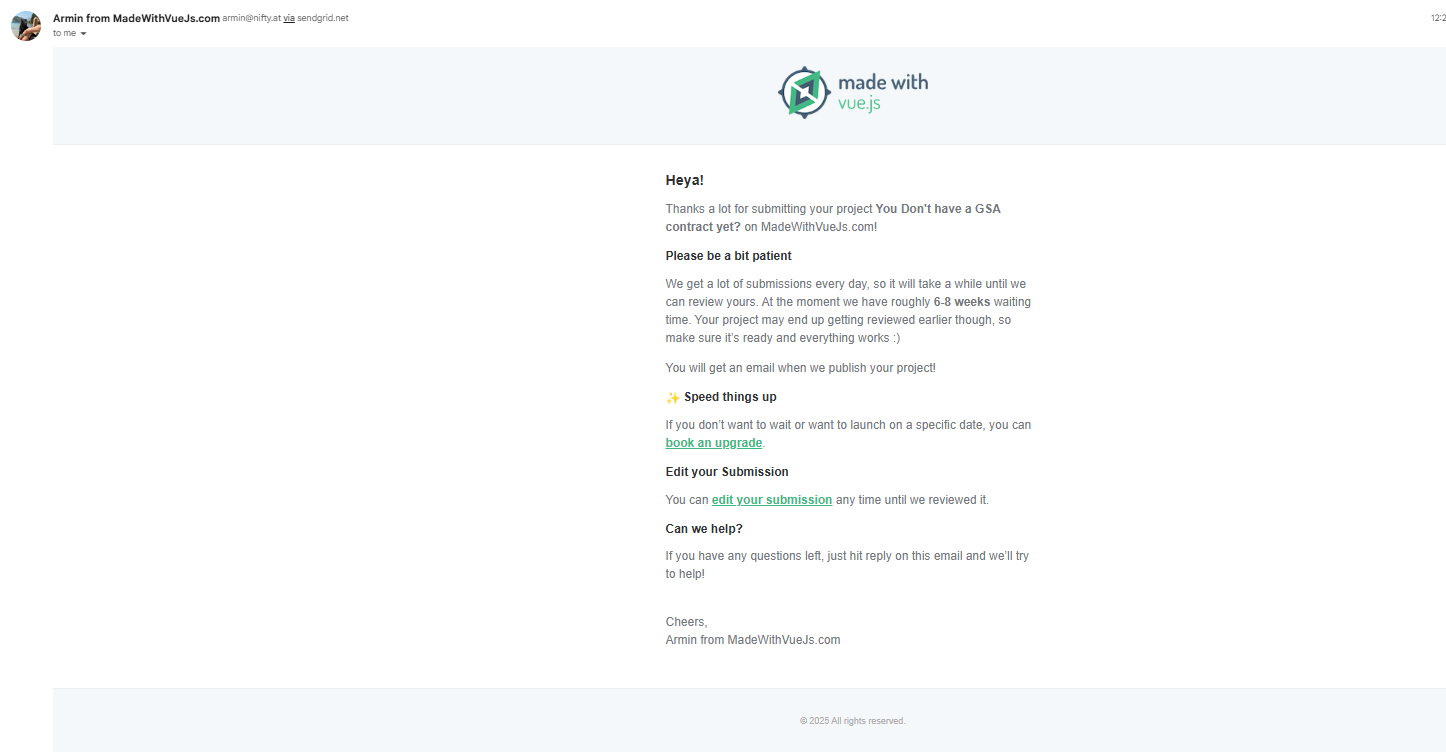 Armin from MadeWithVueJs.com armin@nifty.at via sendgrid.net
to me
made with
vue.js
Heya!
Thanks a lot for submitting your project You Don't have a GSA
contract yet? on MadeWithVueJs.com!
Please be a bit patient
We get a lot of submissions every day, so it will take a while until we
can review yours. At the moment we have roughly 6-8 weeks waiting
time. Your project may end up getting reviewed earlier though, so
make sure it's ready and everything works :)
You will get an email when we publish your project!
✨ Speed things up
If you don't want to wait or want to launch on a specific date, you can
book an upgrade.
Edit your Submission
You can edit your submission any time until we reviewed it.
Can we help?
If you have any questions left, just hit reply on this email and we'll try
to help!
Cheers,
Armin from MadeWithVueJs.com
© 2025 All rights reserved.